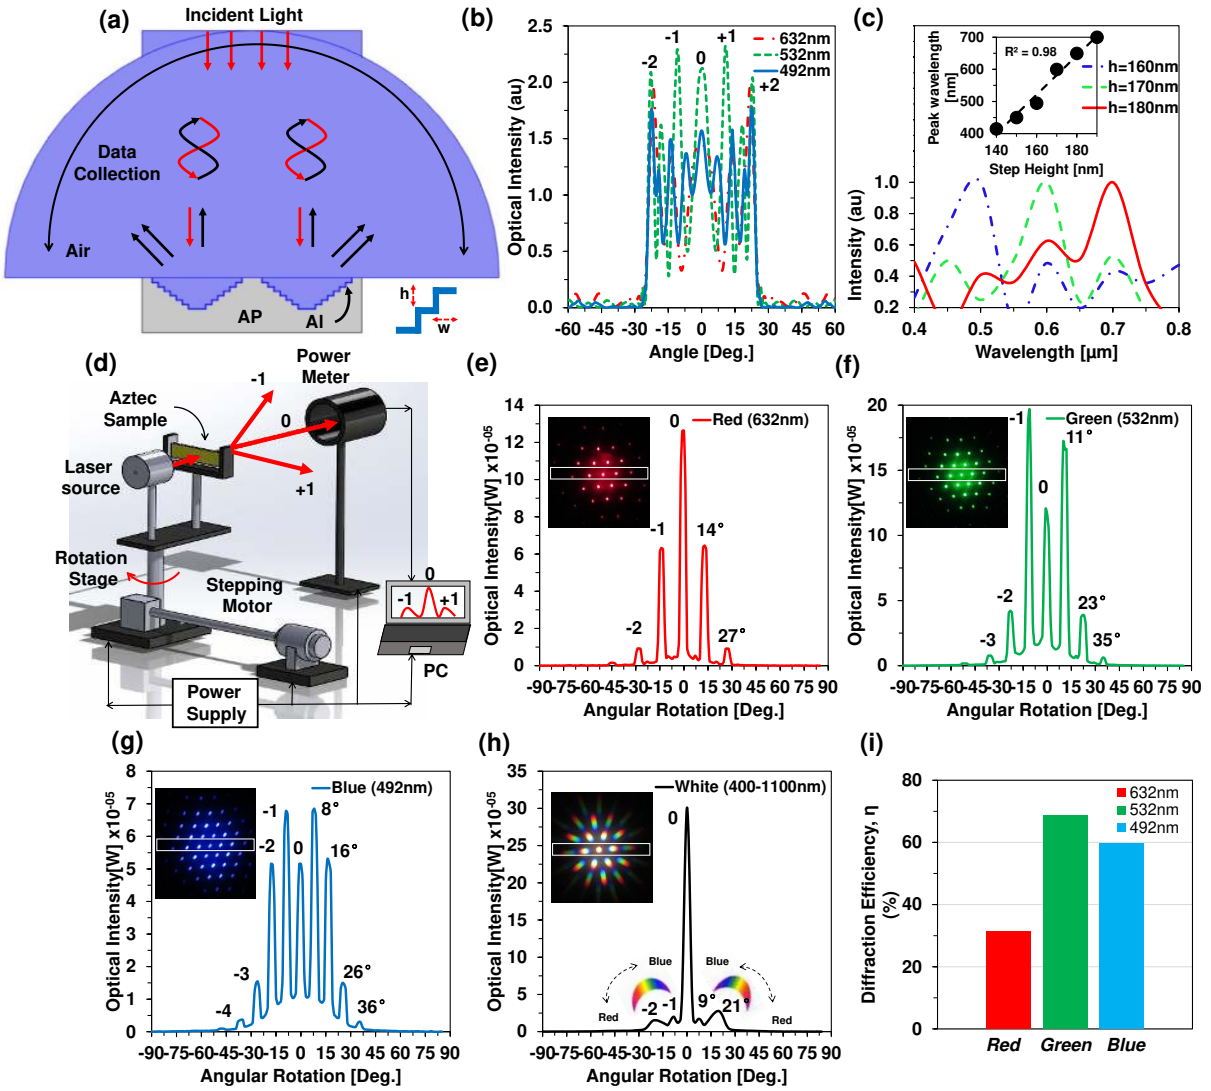 (a)
Incident Light
Data
Collection
Air
AP
Al
h
w
(b)
Optical Intensity (au)
2.5
2.0
1.5
1.0
0.5
0.0
-2
-1
0
+1
+2
632nm
532nm
492nm
-60
-45
-30
-15
0
15
30
45
60
Angle [Deg.]
(c)
Peak wavelength
[nm]
700
600
500
400
R² = 0.98
140
160
180
Step Height [nm]
h=160nm
h=170nm
h=180nm
Intensity (au)
1.0
0.8
0.6
0.4
0.2
0.4
0.5
0.6
0.7
0.8
Wavelength [µm]
(d)
Aztec
Sample
Laser
source
Rotation
Stage
Stepping
Motor
Power
Meter
-1
0
+1
0
-1
+1
PC
Power
Supply
(e)
Optical Intensity[W] x10⁻⁰⁵
14
12
10
8
6
4
2
0
0
Red (632nm)
-1
14°
-2
27°
-90-75-60-45-30-15 0 15 30 45 60 75 90
Angular Rotation [Deg.]
(f)
Optical Intensity[W] x10⁻⁰⁵
20
15
10
5
0
-1
Green (532nm)
11°
0
-2
23°
-3
35°
-90-75-60-45-30-15 0 15 30 45 60 75 90
Angular Rotation [Deg.]
(g)
Optical Intensity[W] x10⁻⁰⁵
8
7
6
5
4
3
2
1
0
Blue (492nm)
-1
8°
-2
0
16°
-3
26°
-4
36°
-90-75-60-45-30-15 0 15 30 45 60 75 90
Angular Rotation [Deg.]
(h)
Optical Intensity[W] x10⁻⁰⁵
35
30
25
20
15
10
5
0
White (400-1100nm)
0
Blue
Blue
Red
Red
-2
-1
9°
21°
-90-75-60-45-30-15 0 15 30 45 60 75 90
Angular Rotation [Deg.]
(i)
Diffraction Efficiency, η
(%)
80
60
40
20
0
632nm
532nm
492nm
Red
Green
Blue